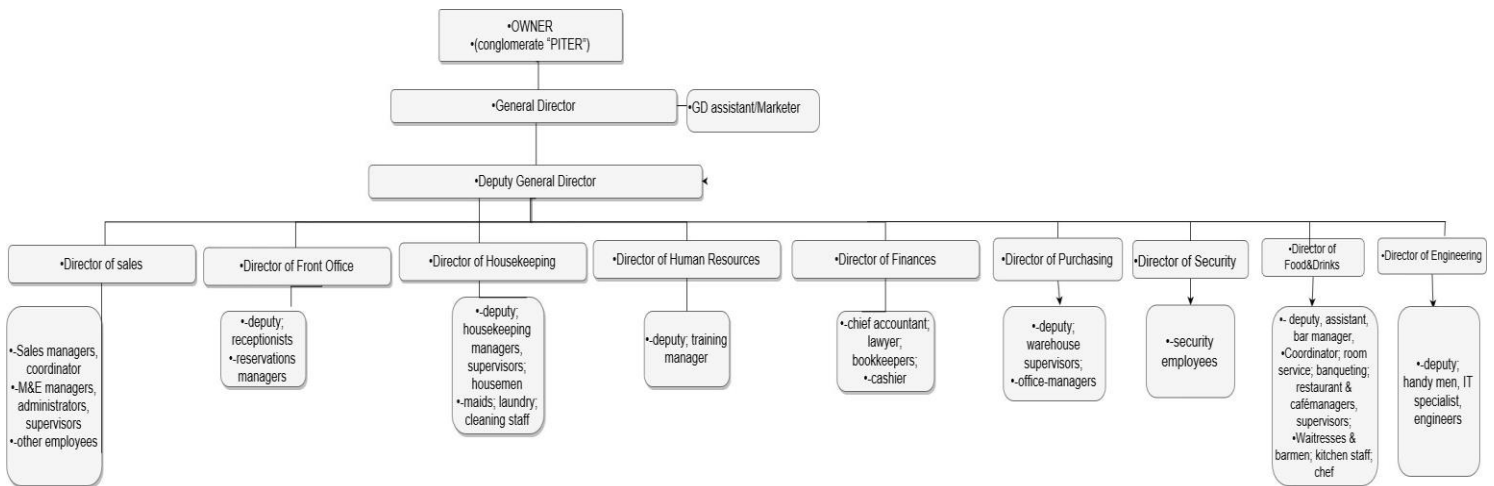 •OWNER
•(conglomerate “PITER”)
•General Director
•GD assistant/Marketer
•Deputy General Director
•Director of sales
•Director of Front Office
•Director of Housekeeping
•Director of Human Resources
•Director of Finances
•Director of Purchasing
•Director of Security
•Director of
Food&Drinks
•Director of Engineering
•-Sales managers,
coordinator
•-M&E managers,
administrators,
supervisors
•-other employees
•-deputy;
receptionists
•-reservations
managers
•-deputy;
housekeeping
managers,
supervisors;
housemen
•-maids; laundry;
cleaning staff
•-deputy; training
manager
•-chief accountant;
lawyer;
bookkeepers;
•-cashier
•-deputy;
warehouse
supervisors;
•-office-managers
•-security
employees
•- deputy, assistant,
bar manager,
•Coordinator; room
service; banqueting;
restaurant &
cafémanagers,
supervisors;
•Waitresses &
barmen; kitchen staff;
chef
•-deputy;
handy men, IT
specialist,
engineers